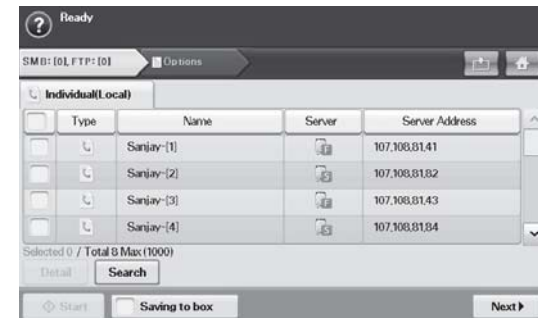 ? Ready
SMB: [0], FTP: [0] Options
Individual(Local)
Type Name Server Server Address
Sanjay-[1] 107,108,81,41
Sanjay-[2] 107,108,81,82
Sanjay-[3] 107,108,81,43
Sanjay-[4] 107,108,81,84
Selected 0 / Total 8 Max (1000)
Detail Search
Start Saving to box Next